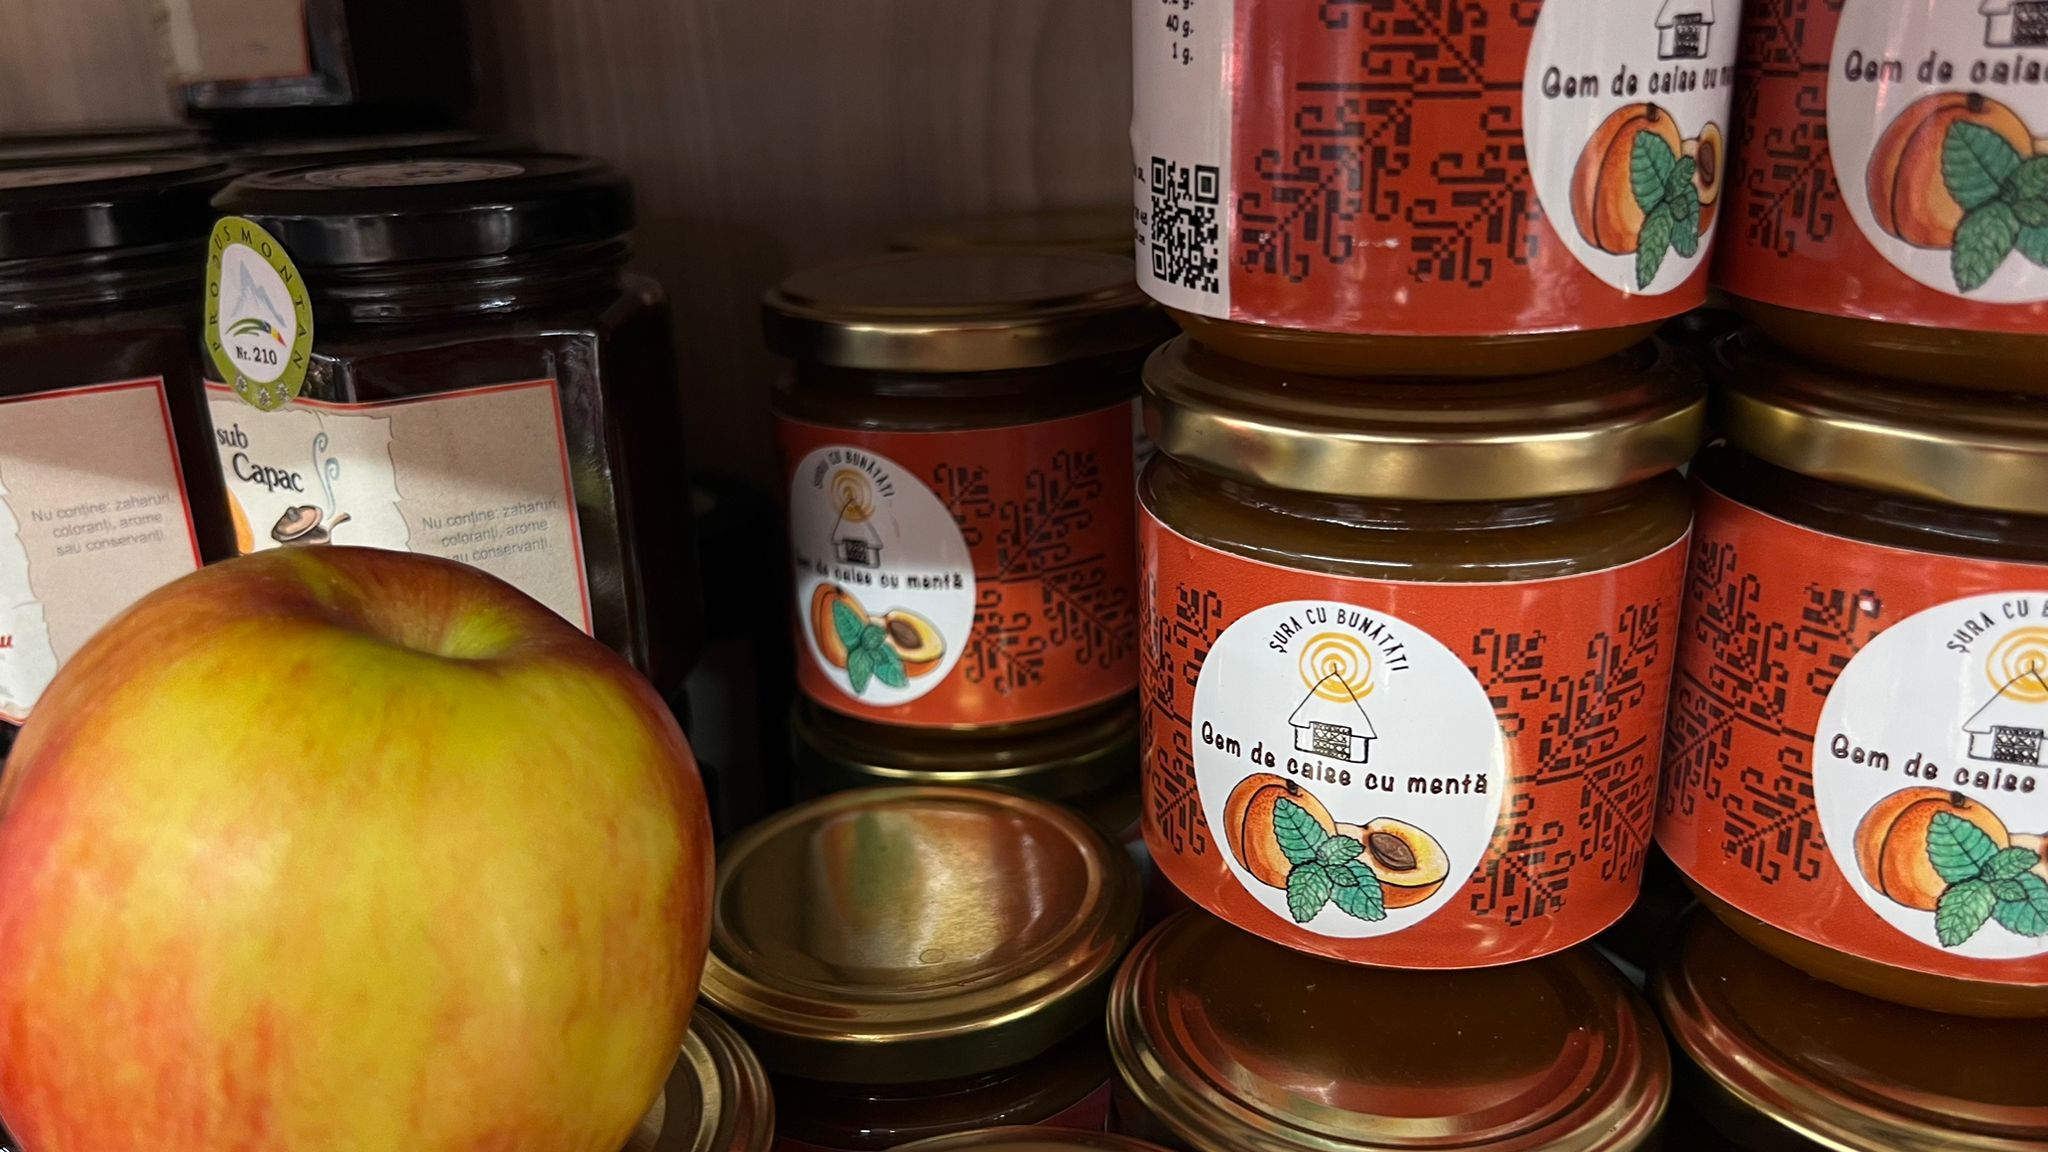 PRODUS MONTAN
Nr. 210
sub
Capac
Nu conține: zaharuri,
coloranți, arome
sau conservanți.
Nu conține: zaharuri,
coloranți, arome
sau conservanți.
ȘURA CU BUNĂTĂȚI
de caise cu mentă
40 g.
1 g.
Gem de caise cu
Gem de caise
ȘURA CU BUNĂTĂȚI
Gem de caise cu mentă
ȘURA CU
Gem de caise